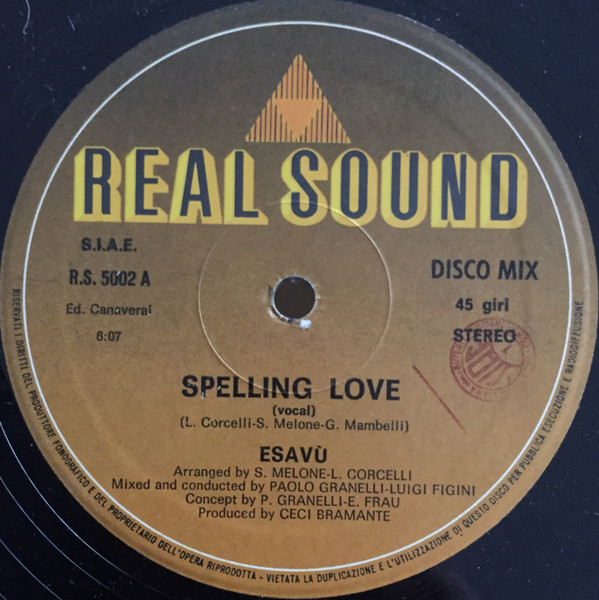 REAL SOUND
S.I.A.E.
R.S. 5002 A
Ed. Canaveral
6:07
DISCO MIX
45 giri
STEREO
SPELLING LOVE
(vocal)
(L. Corcelli-S. Melone-G. Mambelli)
ESAVÙ
Arranged by S. MELONE-L. CORCELLI
Mixed and conducted by PAOLO GRANELLI-LUIGI FIGINI
Concept by P. GRANELLI-E. FRAU
Produced by CECI BRAMANTE
RISERVATI I DIRITTI DEL PRODUTTORE FONOGRAFICO E DEL PROPRIETARIO DELL'OPERA RIPRODOTTA - VIETATA LA DUPLICAZIONE E L'UTILIZZAZIONE DI QUESTO DISCO PER PUBBLICA ESECUZIONE E RADIODIFFUSIONE